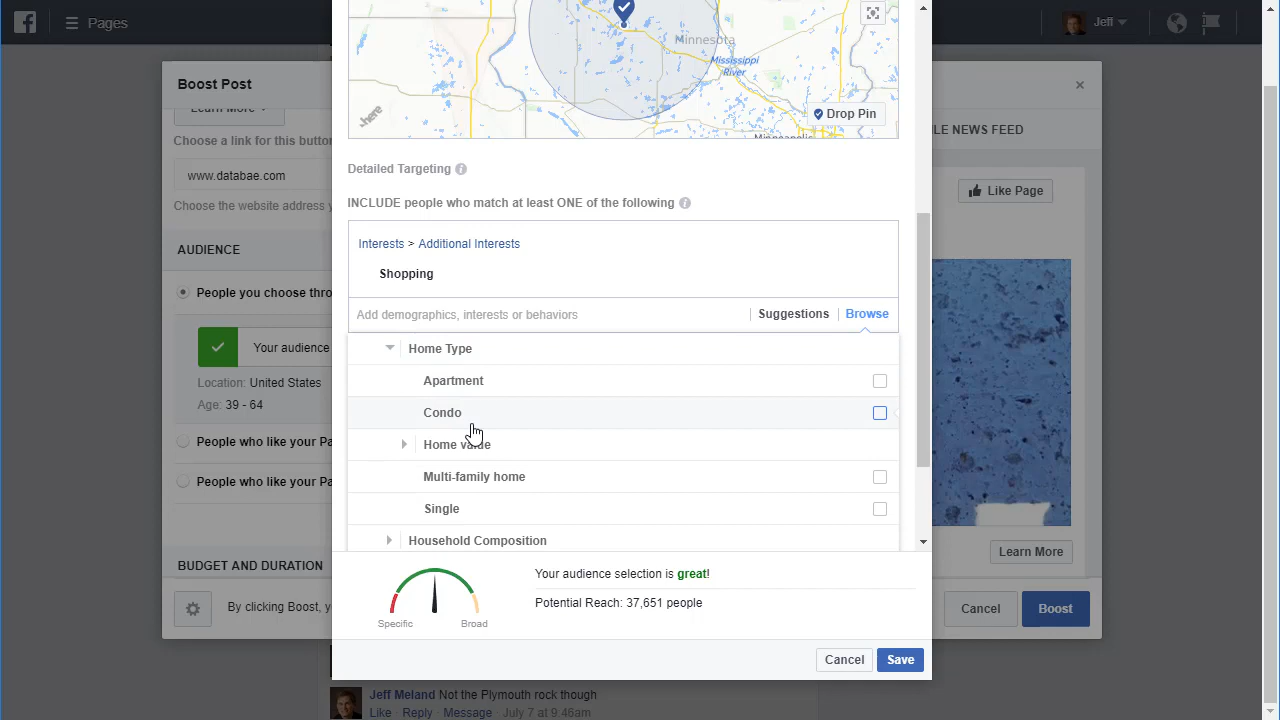 Pages
Jeff
Boost Post
Learn More
Choose a link for this button
www.databae.com
Choose the website address y
AUDIENCE
People you choose thro
Your audience
Location: United States
Age: 39 - 64
People who like your Pa
People who like your Pa
BUDGET AND DURATION
By clicking Boost, y
Minnesota
Mississippi
River
Minneapolis
here
Drop Pin
Detailed Targeting
INCLUDE people who match at least ONE of the following
Interests > Additional Interests
Shopping
Add demographics, interests or behaviors
Suggestions
Browse
Home Type
Apartment
Condo
Home value
Multi-family home
Single
Household Composition
Specific
Broad
Your audience selection is great!
Potential Reach: 37,651 people
Cancel
Save
LE NEWS FEED
Like Page
Learn More
Cancel
Boost
Jeff Meland Not the Plymouth rock though
Like · Reply · Message · July 7 at 9:46am